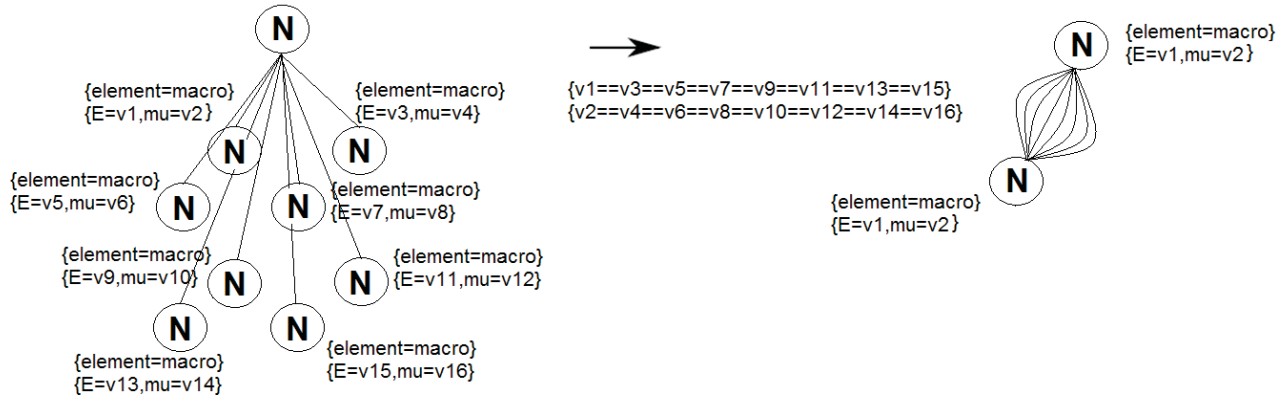 N
{element=macro}
{E=v1,mu=v2}
N
{element=macro}
{E=v3,mu=v4}
N
{element=macro}
{E=v5,mu=v6}
N
N
{element=macro}
{E=v7,mu=v8}
{element=macro}
{E=v9,mu=v10}
N
N
{element=macro}
{E=v11,mu=v12}
N
{element=macro}
{E=v13,mu=v14}
N
{element=macro}
{E=v15,mu=v16}
{v1==v3==v5==v7==v9==v11==v13==v15}
{v2==v4==v6==v8==v10==v12==v14==v16}
N
{element=macro}
{E=v1,mu=v2}
N
{element=macro}
{E=v1,mu=v2}